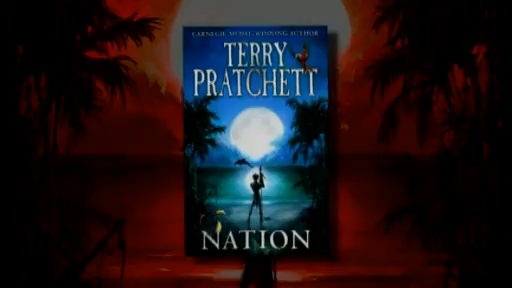 CARNEGIE MEDAL-WINNING AUTHOR
TERRY
PRATCHETT
NATION